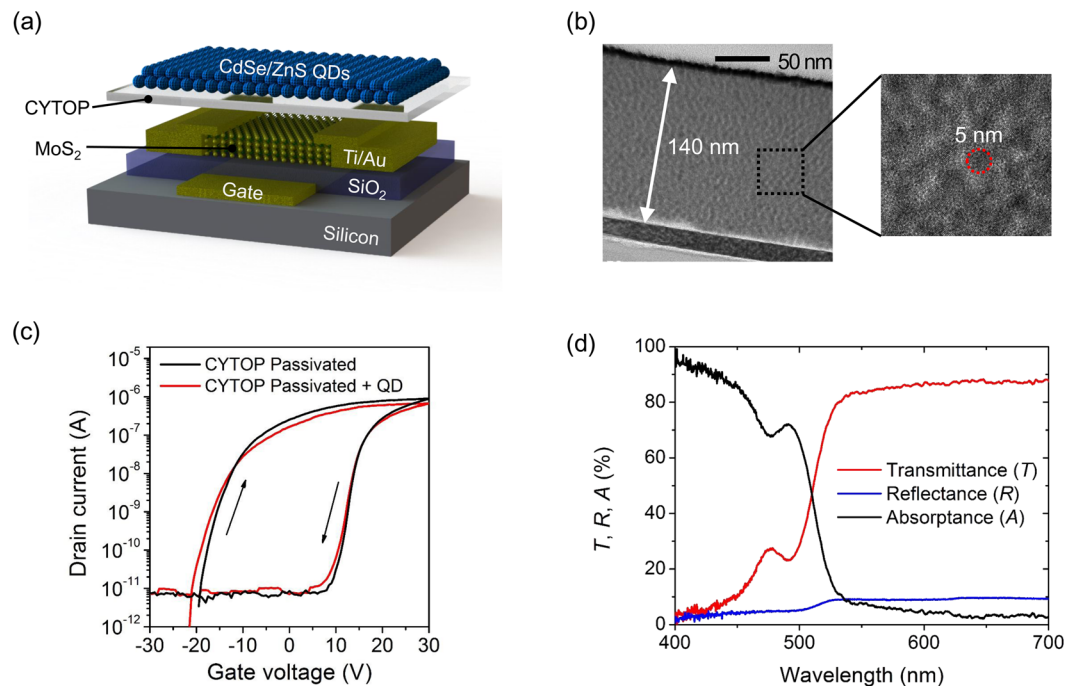 (a)
CdSe/ZnS QDs
CYTOP
MoS₂
Ti/Au
SiO₂
Gate
Silicon
(b)
50 nm
140 nm
5 nm
(c)
10⁻⁵
10⁻⁶
10⁻⁷
10⁻⁸
10⁻⁹
10⁻¹⁰
10⁻¹¹
10⁻¹²
Drain current (A)
CYTOP Passivated
CYTOP Passivated + QD
-30 -20 -10 0 10 20 30
Gate voltage (V)
(d)
100
80
60
40
20
0
T, R, A (%)
Transmittance (T)
Reflectance (R)
Absorptance (A)
400 500 600 700
Wavelength (nm)